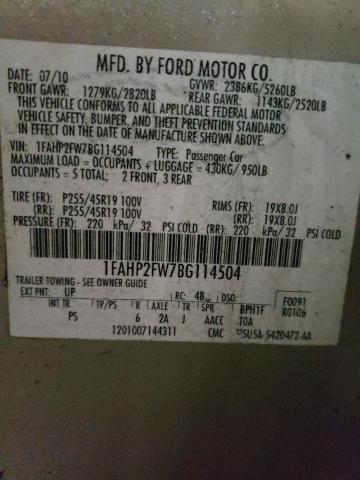 MFD. BY FORD MOTOR CO.
DATE: 07/10 GVWR: 2386KG/5260LB
FRONT GAWR: 1279KG/2820LB REAR GAWR: 1143KG/2520LB
THIS VEHICLE CONFORMS TO ALL APPLICABLE FEDERAL MOTOR
VEHICLE SAFETY, BUMPER, AND THEFT PREVENTION STANDARDS
IN EFFECT ON THE DATE OF MANUFACTURE SHOWN ABOVE.
VIN: 1FAHP2FW7BG114504 TYPE: Passenger Car
MAXIMUM LOAD = OCCUPANTS + LUGGAGE = 430KG/950LB
OCCUPANTS = 5 TOTAL: 2 FRONT, 3 REAR
TIRE (FR): P255/45R19 100V RIMS (FR): 19X8.0J
(RR): P255/45R19 100V (RR): 19X8.0J
PRESSURE (FR): 220 kPa/ 32 PSI COLD (RR): 220 kPa/ 32 PSI COLD
1FAHP2FW7BG114504
TRAILER TOWING - SEE OWNER GUIDE
EXT PNT: UP RC: 48 DSO: F0091
INT TR TP/PS R AXLE TR SPR BPH1F R0106
P5 6 2A J AACC TOA
1201007144311 CMC 5U5A-5420472-AA